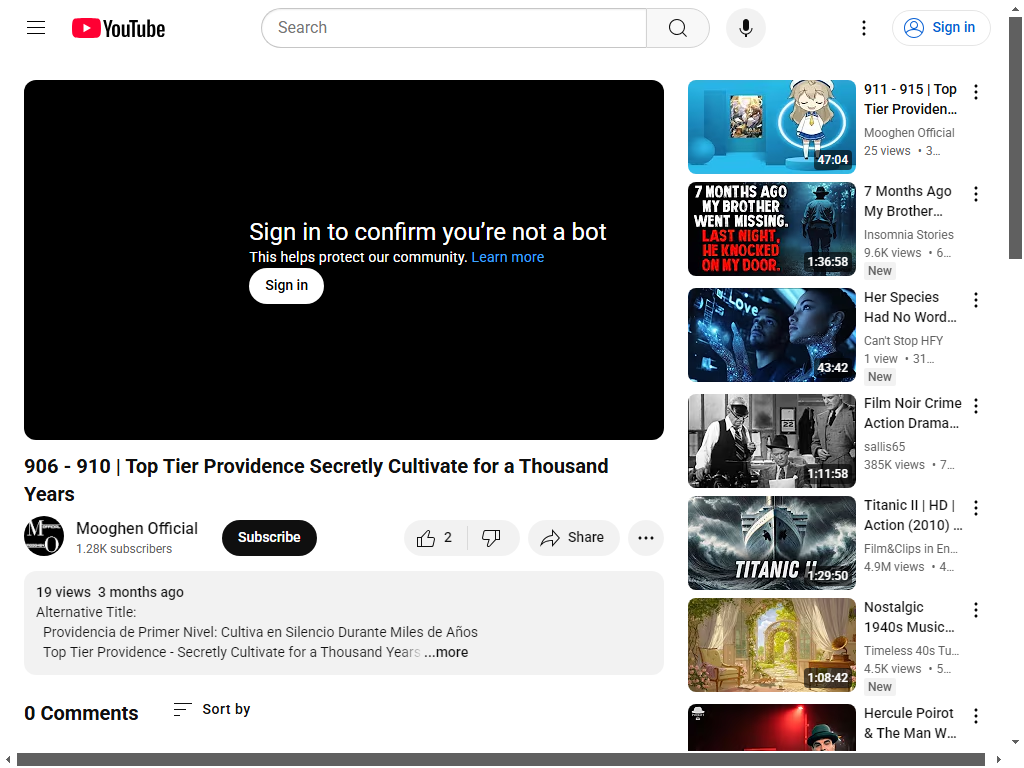 YouTube
Search
Sign in
Sign in to confirm you’re not a bot
This helps protect our community. Learn more
Sign in
906 - 910 | Top Tier Providence Secretly Cultivate for a Thousand
Years
Mooghen Official
1.28K subscribers
Subscribe
2
Share
19 views 3 months ago
Alternative Title:
Providencia de Primer Nivel: Cultiva en Silencio Durante Miles de Años
Top Tier Providence - Secretly Cultivate for a Thousand Years ...more
0 Comments
Sort by
47:04
911 - 915 | Top
Tier Providen...
Mooghen Official
25 views • 3...
7 MONTHS AGO
MY BROTHER
WENT MISSING.
LAST NIGHT,
HE KNOCKED
ON MY DOOR.
1:36:58
7 Months Ago
My Brother...
Insomnia Stories
9.6K views • 6...
New
Love
43:42
Her Species
Had No Word...
Can't Stop HFY
1 view • 31...
New
22
1:11:58
Film Noir Crime
Action Drama...
sallis65
385K views • 7...
TITANIC II
1:29:50
Titanic II | HD |
Action (2010) ...
Film&Clips in En...
4.9M views • 4...
1:08:42
Nostalgic
1940s Music...
Timeless 40s Tu...
4.5K views • 5...
New
Hercule Poirot
& The Man W...